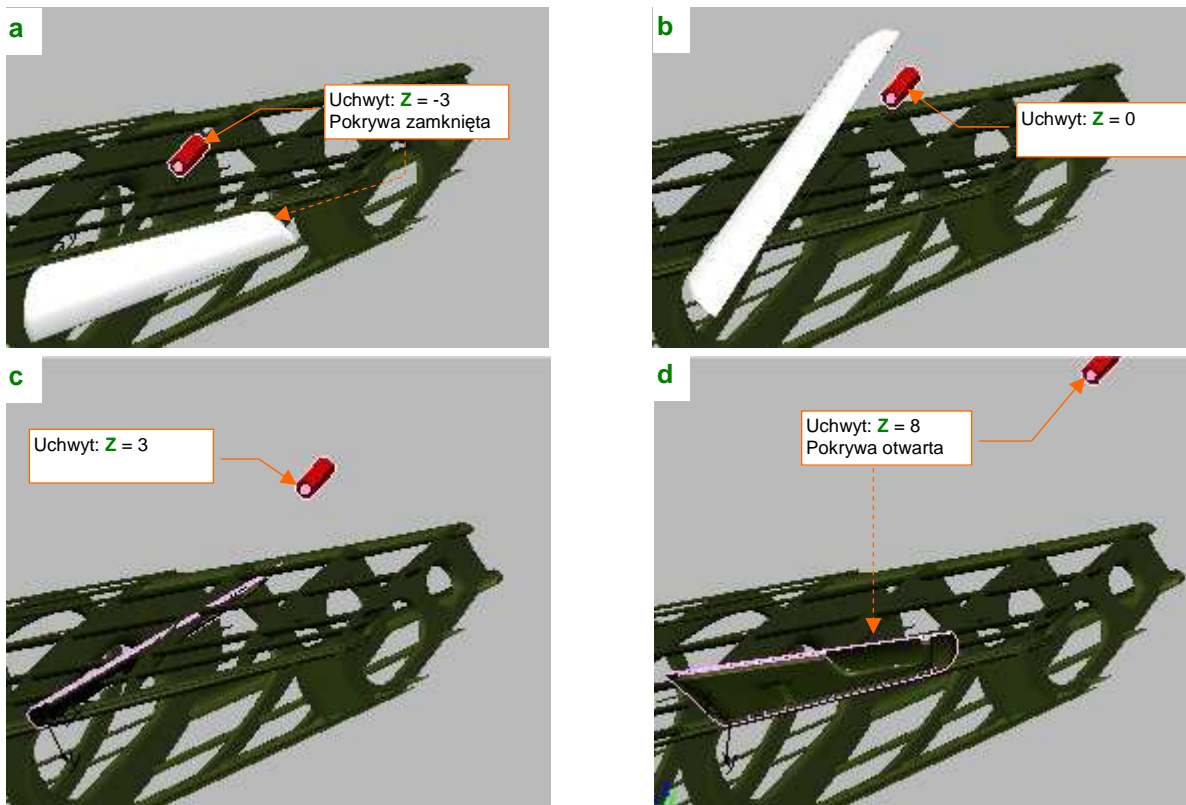 a
Uchwyt: Z = -3
Pokrywa zamknięta
b
Uchwyt: Z = 0
c
Uchwyt: Z = 3
d
Uchwyt: Z = 8
Pokrywa otwarta